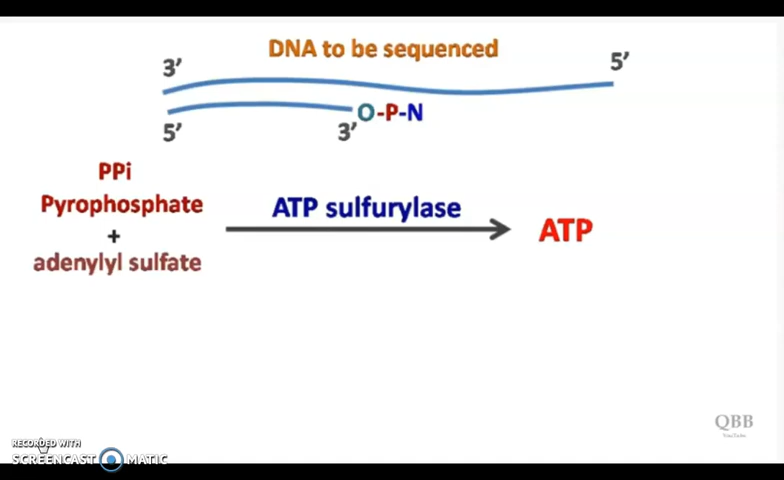 DNA to be sequenced
3’
5’
O-P-N
5’
3’
PPi
Pyrophosphate
+
adenylyl sulfate
ATP sulfurylase
ATP
QBB
YouTube
RECORDED WITH
SCREENCAST MATIC